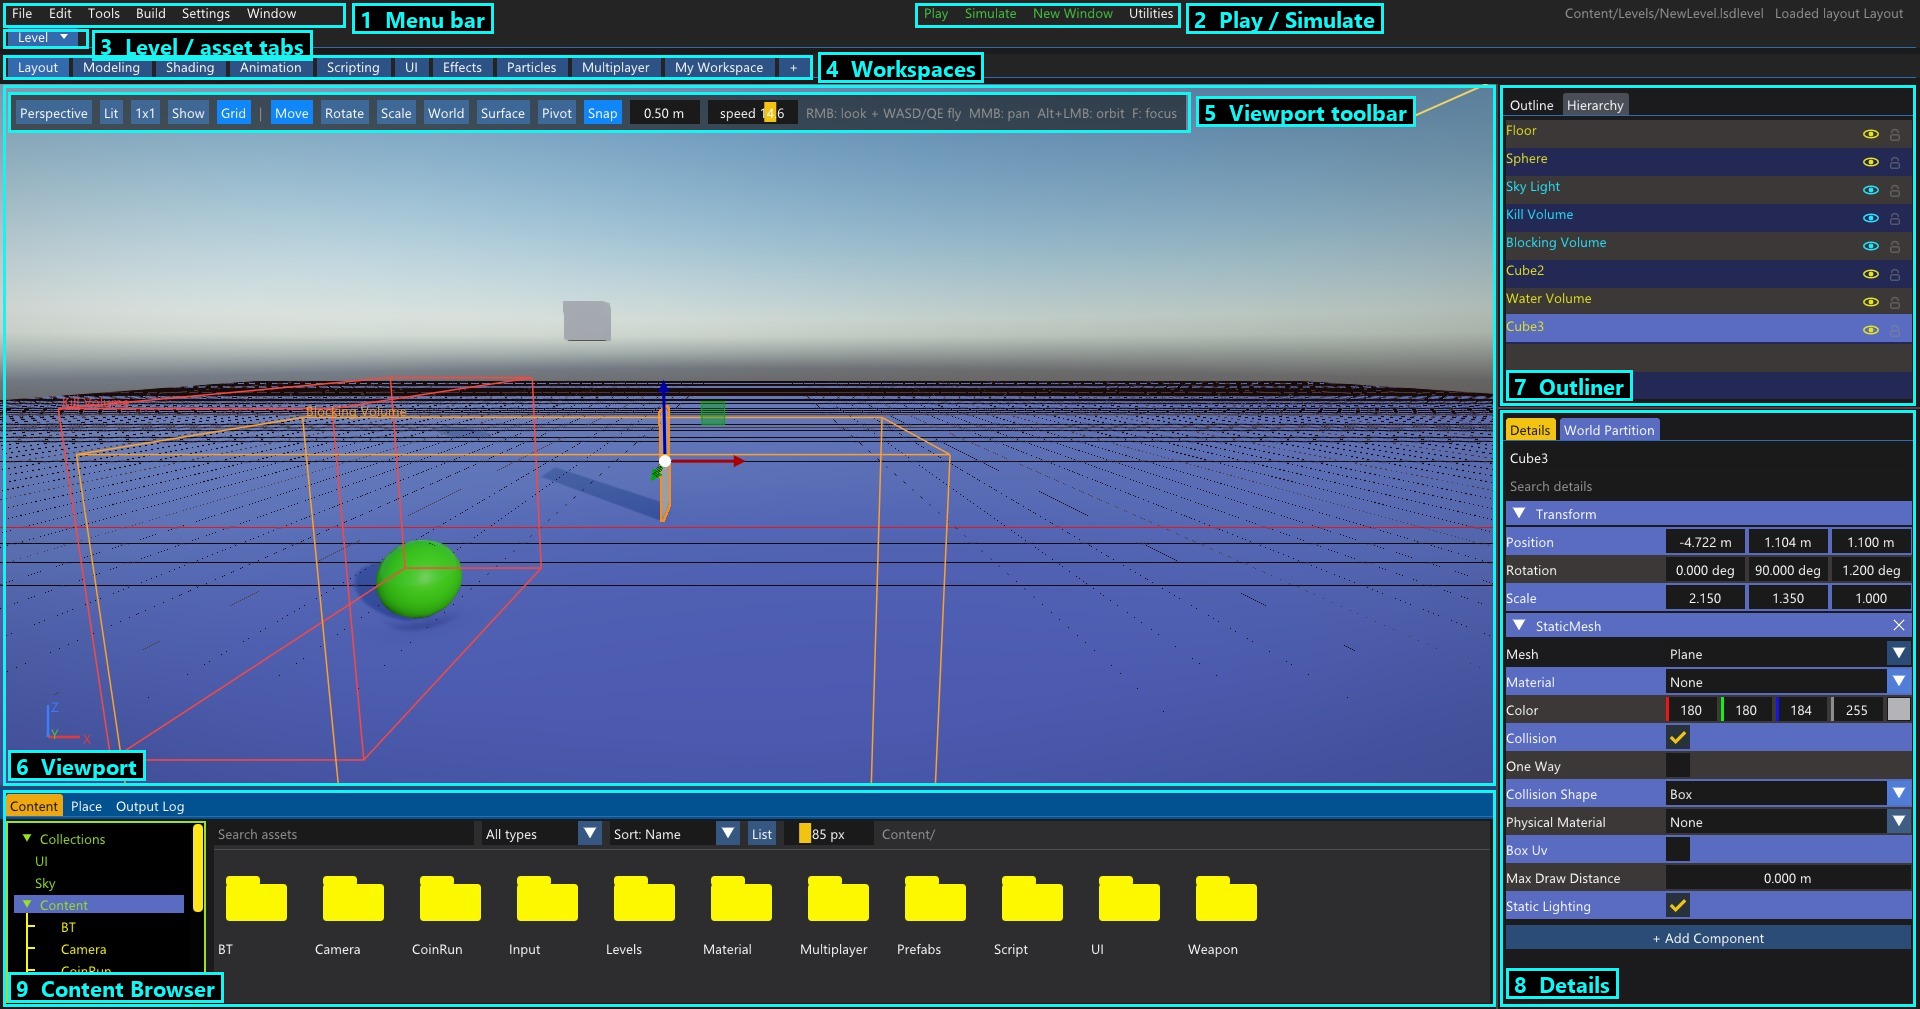 File Edit Tools Build Settings Window
1 Menu bar
Play Simulate New Window Utilities
2 Play / Simulate
Content/Levels/NewLevel.lsdlevel Loaded layout Layout
Level
3 Level / asset tabs
Layout Modeling Shading Animation Scripting UI Effects Particles Multiplayer My Workspace +
4 Workspaces
Perspective Lit 1x1 Show Grid | Move Rotate Scale World Surface Pivot Snap 0.50 m speed 14.6 RMB: look + WASD/QE fly MMB: pan Alt+LMB: orbit F: focus
5 Viewport toolbar
Kill Volume
Blocking Volume
Z
Y
X
6 Viewport
Outline Hierarchy
Floor
Sphere
Sky Light
Kill Volume
Blocking Volume
Cube2
Water Volume
Cube3
7 Outliner
Details World Partition
Cube3
Search details
Transform
Position -4.722 m 1.104 m 1.100 m
Rotation 0.000 deg 90.000 deg 1.200 deg
Scale 2.150 1.350 1.000
StaticMesh
Mesh Plane
Material None
Color 180 180 184 255
Collision
One Way
Collision Shape Box
Physical Material None
Box Uv
Max Draw Distance 0.000 m
Static Lighting
+ Add Component
8 Details
Content Place Output Log
Collections
UI
Sky
Content
BT
Camera
CoinRun
Search assets All types Sort: Name List 85 px Content/
BT Camera CoinRun Input Levels Material Multiplayer Prefabs Script UI Weapon
9 Content Browser